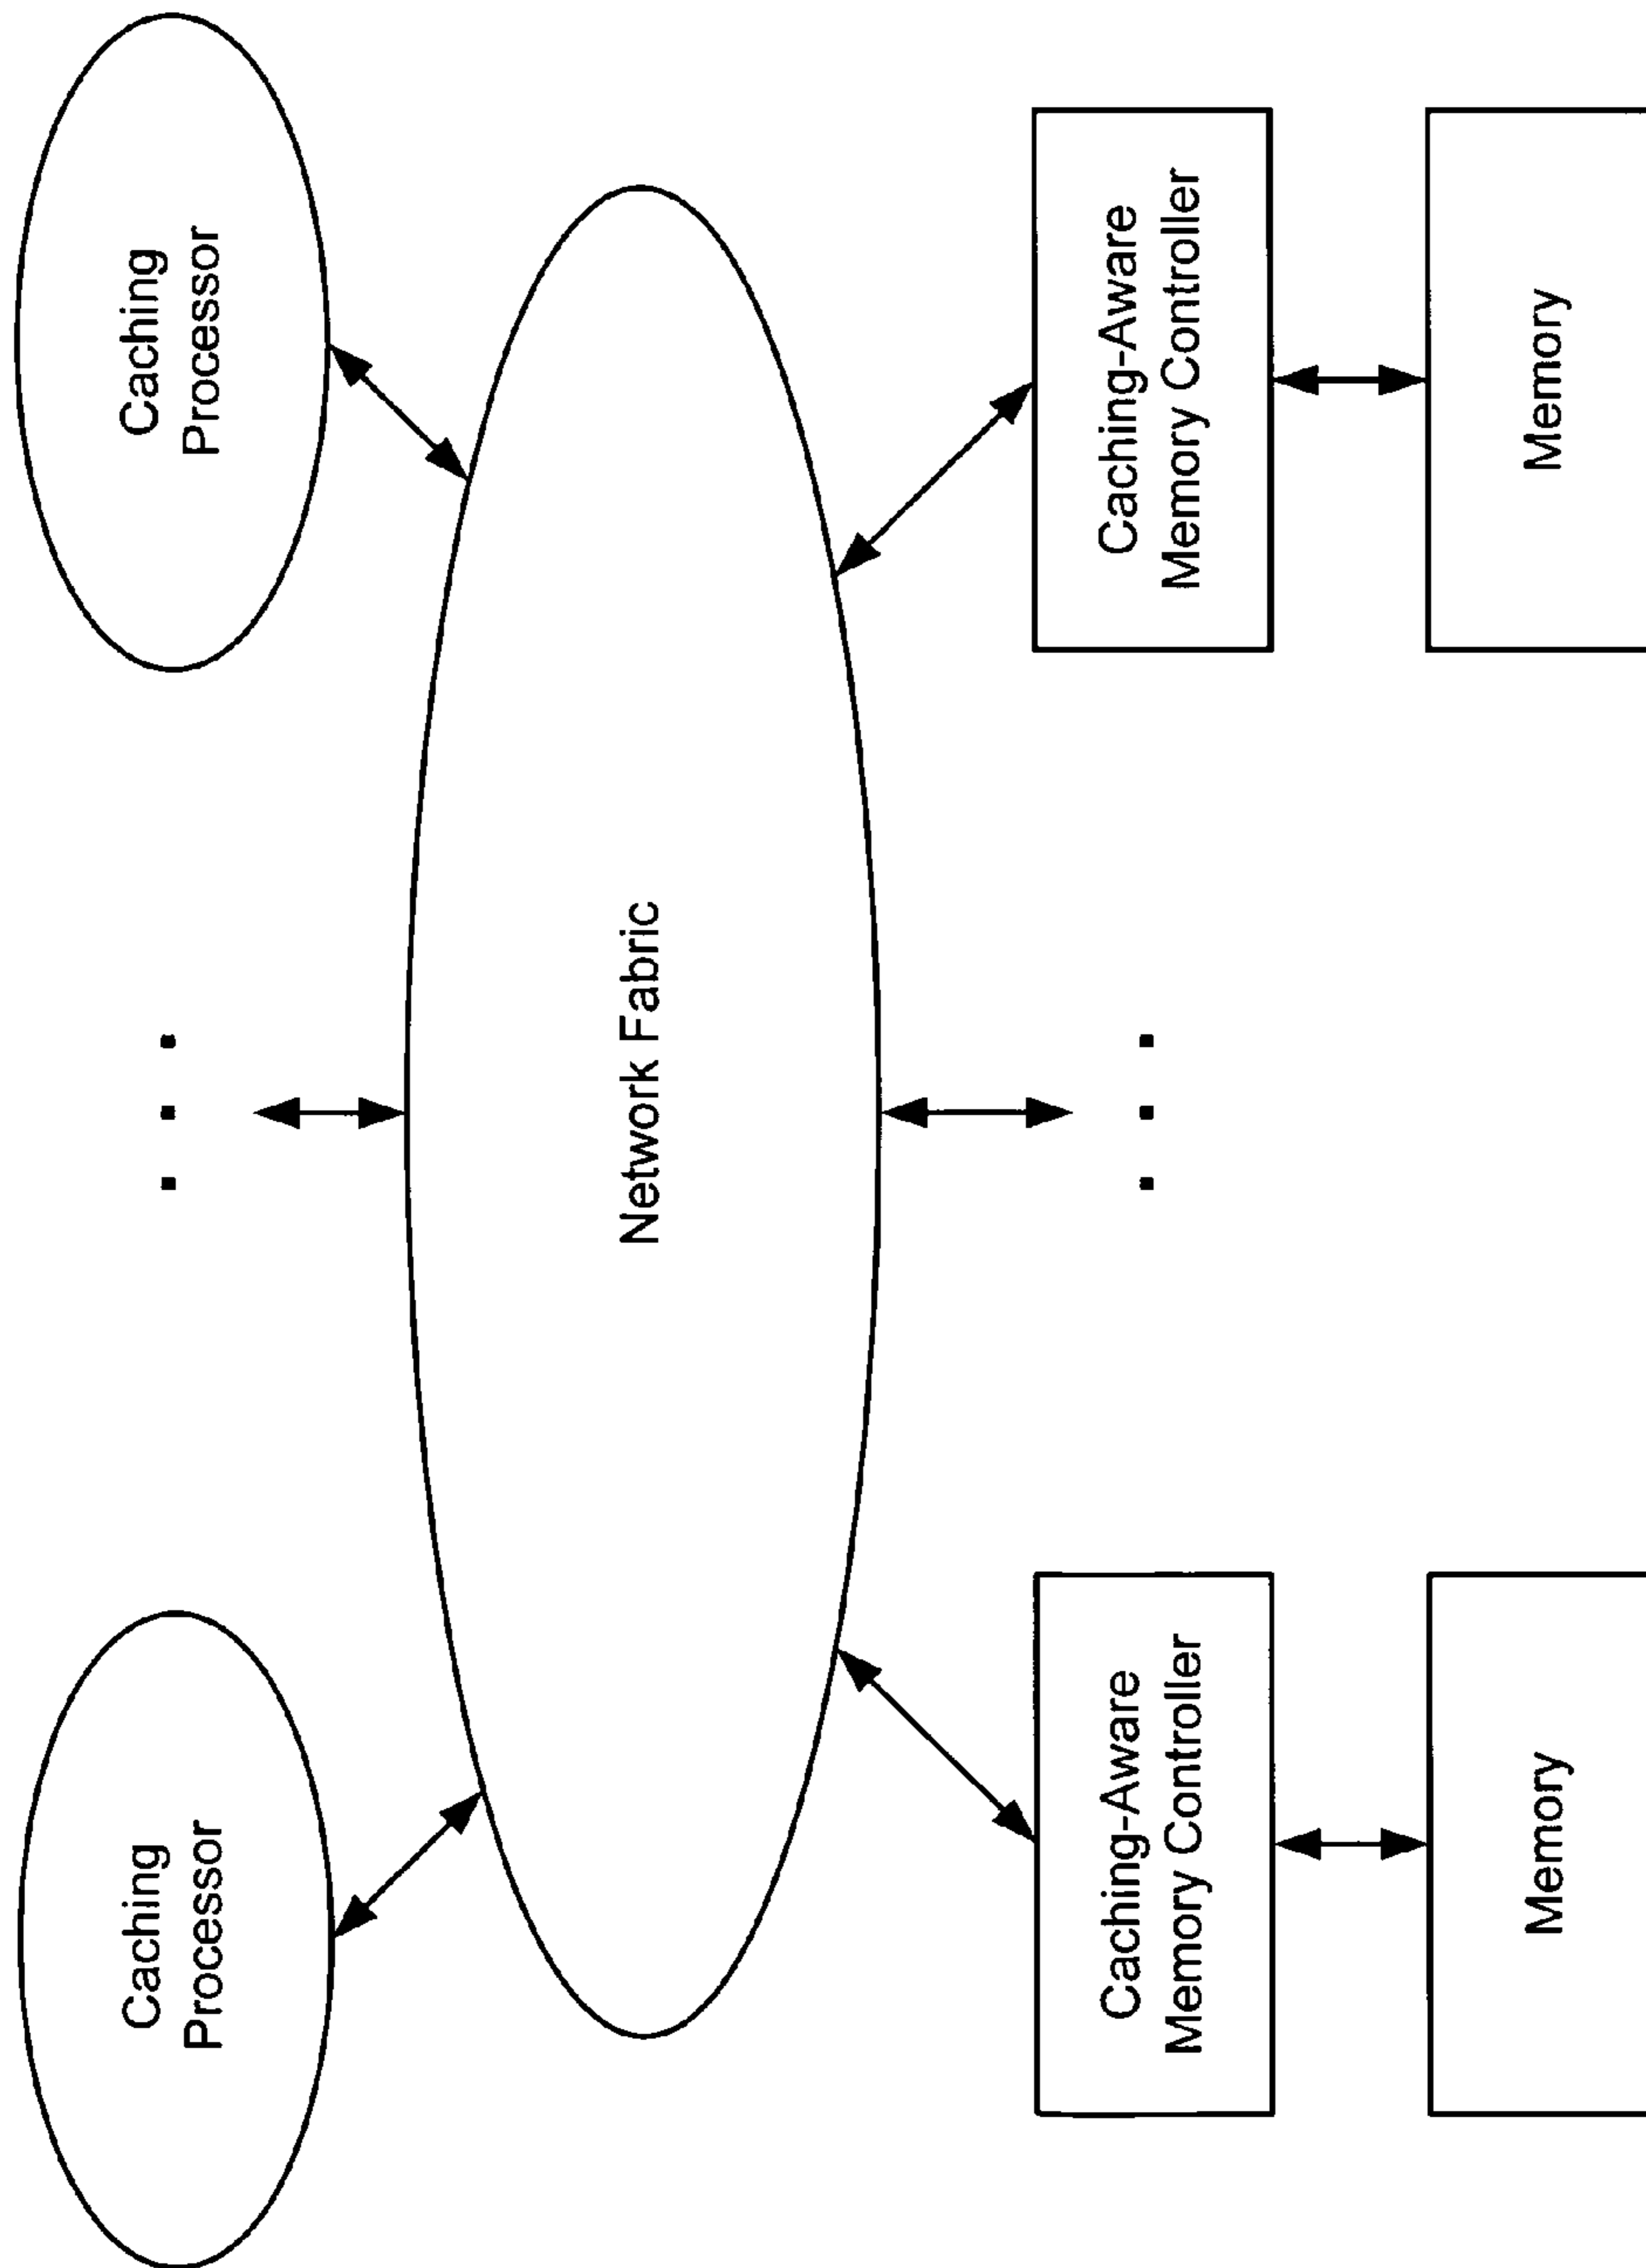 Caching
Processor
Caching
Processor
Network Fabric
Caching-Aware
Memory Controller
Caching-Aware
Memory Controller
Memory
Memory